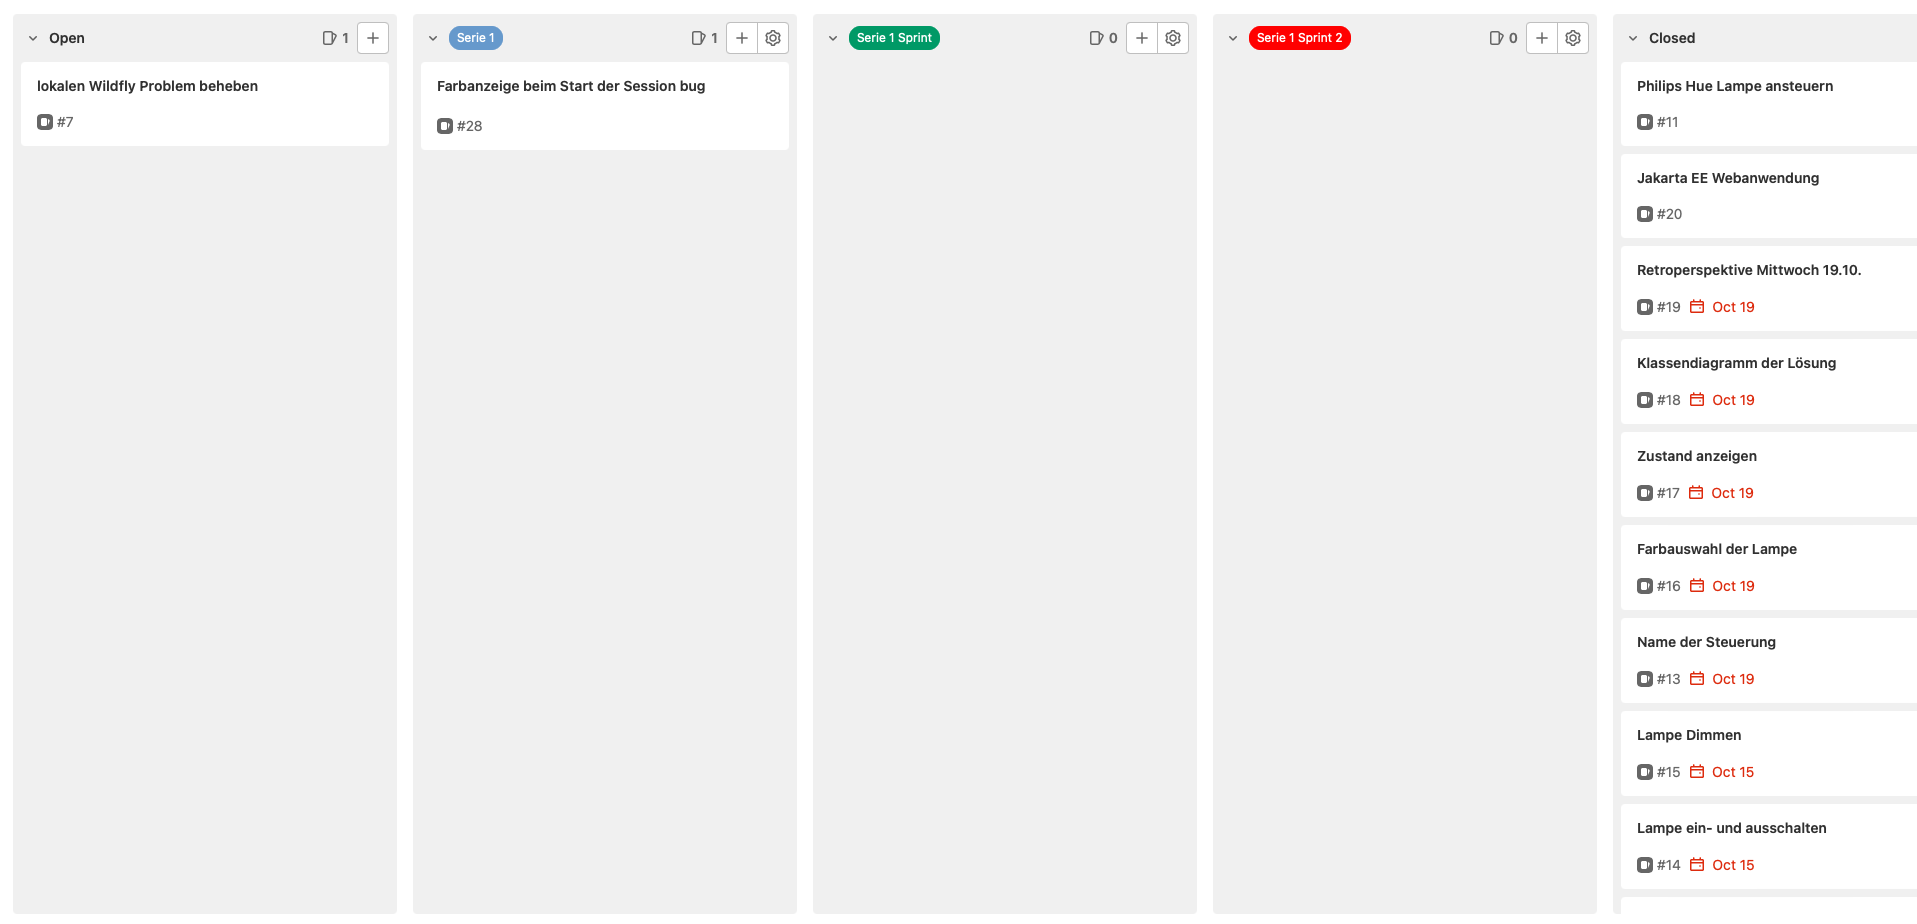 Open 1
lokalen Wildfly Problem beheben
#7
Serie 1 1
Farbanzeige beim Start der Session bug
#28
Serie 1 Sprint 0
Serie 1 Sprint 2 0
Closed
Philips Hue Lampe ansteuern
#11
Jakarta EE Webanwendung
#20
Retroperspektive Mittwoch 19.10.
#19 Oct 19
Klassendiagramm der Lösung
#18 Oct 19
Zustand anzeigen
#17 Oct 19
Farbauswahl der Lampe
#16 Oct 19
Name der Steuerung
#13 Oct 19
Lampe Dimmen
#15 Oct 15
Lampe ein- und ausschalten
#14 Oct 15